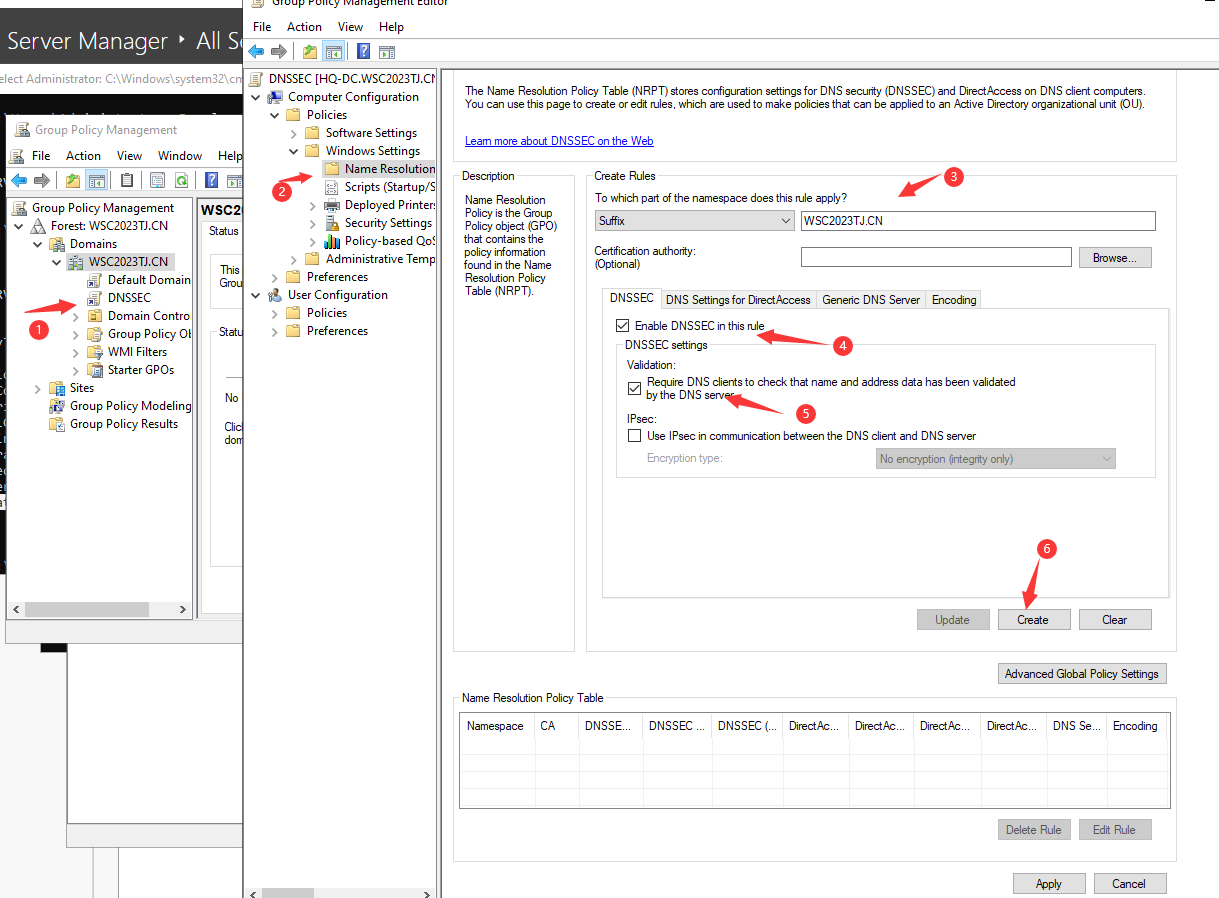 Group Policy Management Editor
File Action View Help
Server Manager
elect Administrator: C:\Windows\system32\cm
Group Policy Management
File Action View Window Help
Group Policy Management
Forest: WSC2023TJ.CN
Domains
WSC2023TJ.CN
Default Domain
DNSSEC
1
Domain Contro
Group Policy Ob
WMI Filters
Starter GPOs
Sites
Group Policy Modeling
Group Policy Results
Status
This
Grou
Statu
No
Clic
dom
DNSSEC [HQ-DC.WSC2023TJ.CN
Computer Configuration
Policies
Software Settings
Windows Settings
Name Resolution
2
Scripts (Startup/S
Deployed Printers
Security Settings
Policy-based QoS
Administrative Temp
Preferences
User Configuration
Policies
Preferences
The Name Resolution Policy Table (NRPT) stores configuration settings for DNS security (DNSSEC) and DirectAccess on DNS client computers.
You can use this page to create or edit rules, which are used to make policies that can be applied to an Active Directory organizational unit (OU).
Learn more about DNSSEC on the Web
Description
Name Resolution
Policy is the Group
Policy object (GPO)
that contains the
policy information
found in the Name
Resolution Policy
Table (NRPT).
Create Rules
3
To which part of the namespace does this rule apply?
Suffix WSC2023TJ.CN
Certification authority:
(Optional)
Browse...
DNSSEC DNS Settings for DirectAccess Generic DNS Server Encoding
Enable DNSSEC in this rule
4
DNSSEC settings
Validation:
Require DNS clients to check that name and address data has been validated
by the DNS server
5
IPsec:
Use IPsec in communication between the DNS client and DNS server
Encryption type: No encryption (integrity only)
6
Update Create Clear
Advanced Global Policy Settings
Name Resolution Policy Table
Namespace CA DNSSE... DNSSEC ... DNSSEC (... DirectAc... DirectAc... DirectAc... DirectAc... DNS Se... Encoding
Delete Rule Edit Rule
Apply Cancel